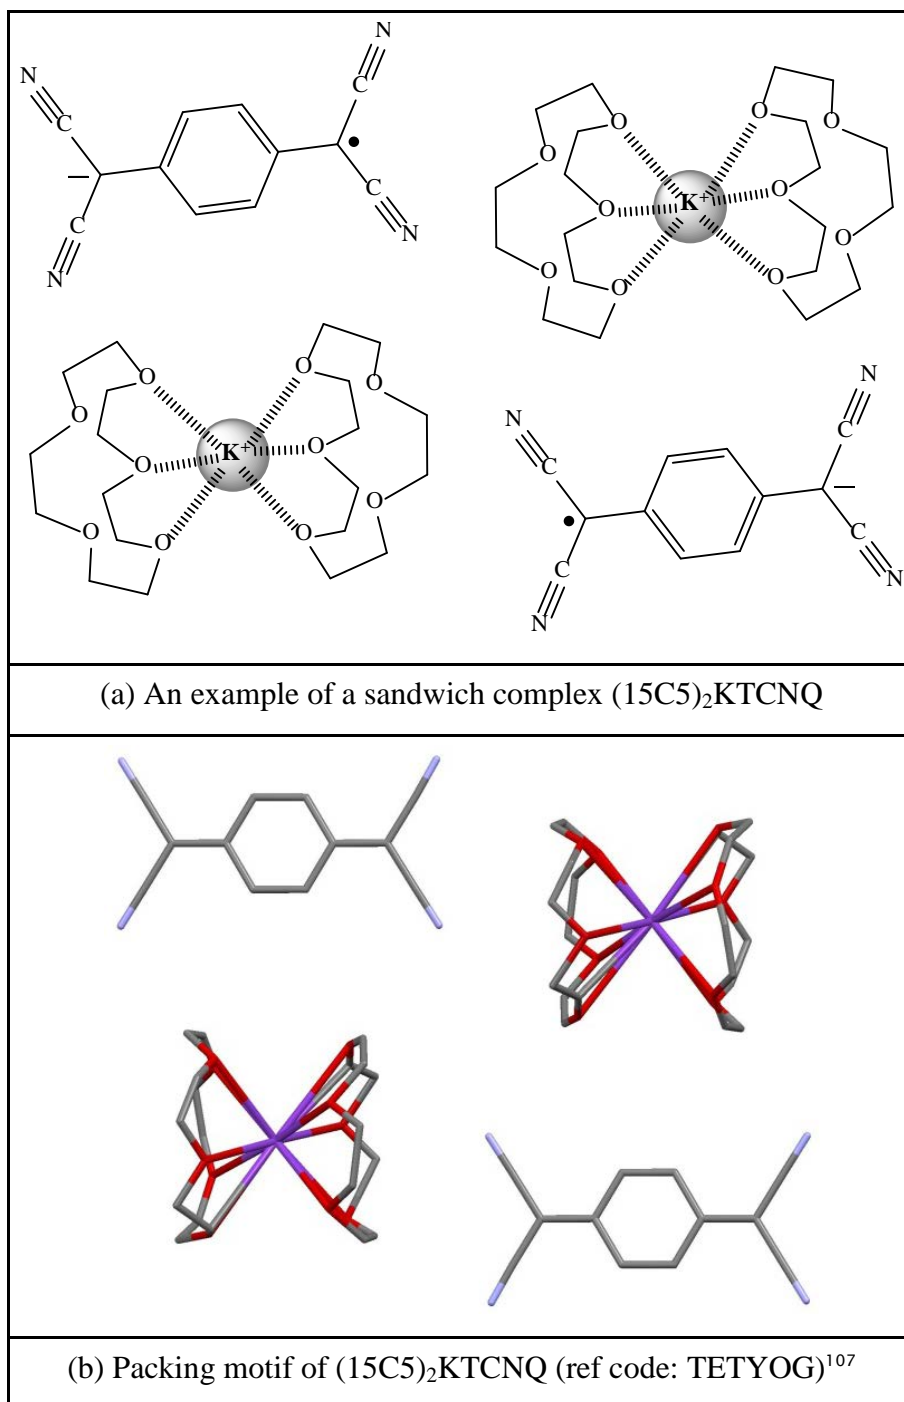 N
N
C
C
C
C
N
N
O
O
O
O
O
K⁺
O
O
O
O
O
O
O
O
O
O
K⁺
O
O
O
O
O
N
N
C
C
C
C
N
N
(a) An example of a sandwich complex (15C5)₂KTCNQ
(b) Packing motif of (15C5)₂KTCNQ (ref code: TETYOG)¹⁰⁷